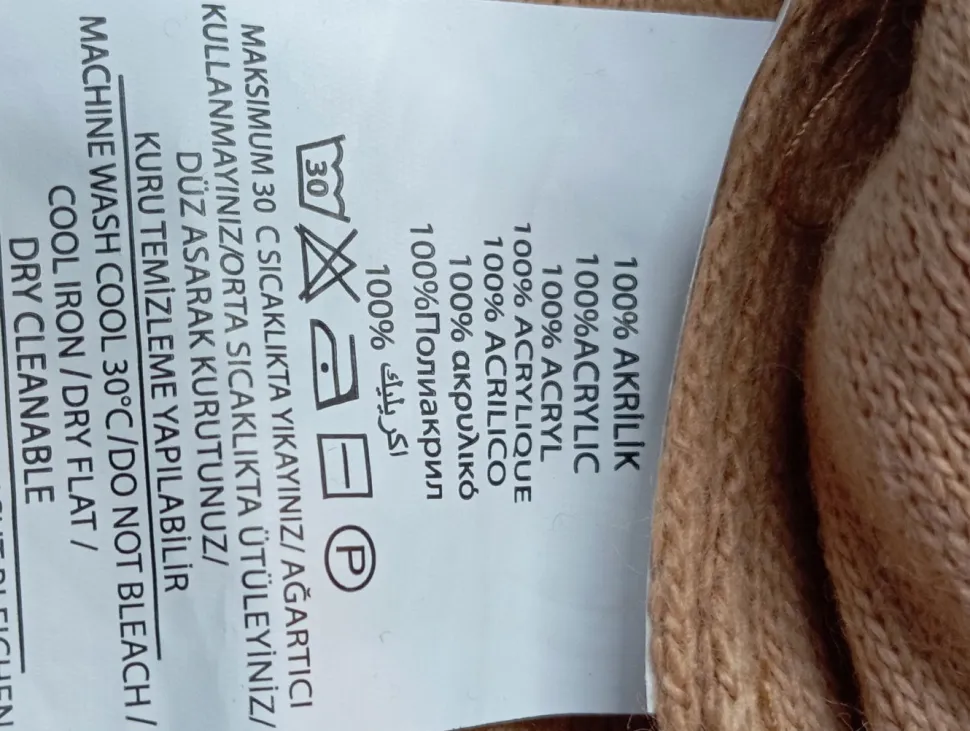 100% AKRİLİK
100%ACRYLIC
100% ACRYL
100% ACRYLIQUE
100% ACRILICO
100% ακρυλικό
100%Полиакрил
100% اكريليك
30 P
MAKSIMUM 30 C SICAKLIKTA YIKAYINIZ/ AĞARTICI
KULLANMAYINIZ/ORTA SICAKLIKTA ÜTÜLEYİNİZ/
DÜZ ASARAK KURUTUNUZ/
KURU TEMİZLEME YAPILABİLİR
MACHINE WASH COOL 30°C/DO NOT BLEACH /
COOL IRON /DRY FLAT /
DRY CLEANABLE